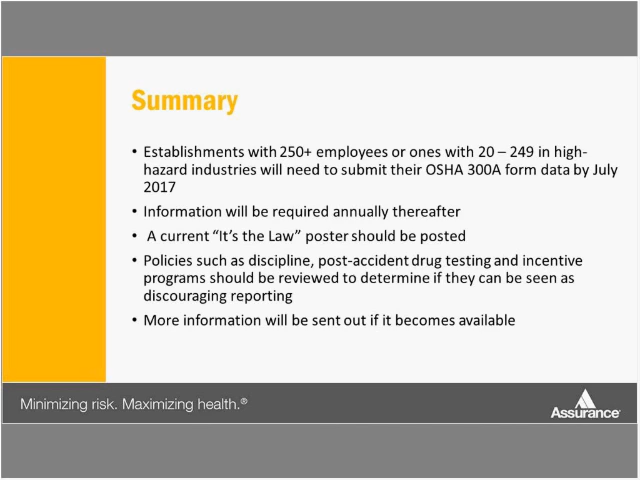 Summary
• Establishments with 250+ employees or ones with 20 – 249 in high-
hazard industries will need to submit their OSHA 300A form data by July
2017
• Information will be required annually thereafter
• A current “It’s the Law” poster should be posted
• Policies such as discipline, post-accident drug testing and incentive
programs should be reviewed to determine if they can be seen as
discouraging reporting
• More information will be sent out if it becomes available
Minimizing risk. Maximizing health.®
Assurance